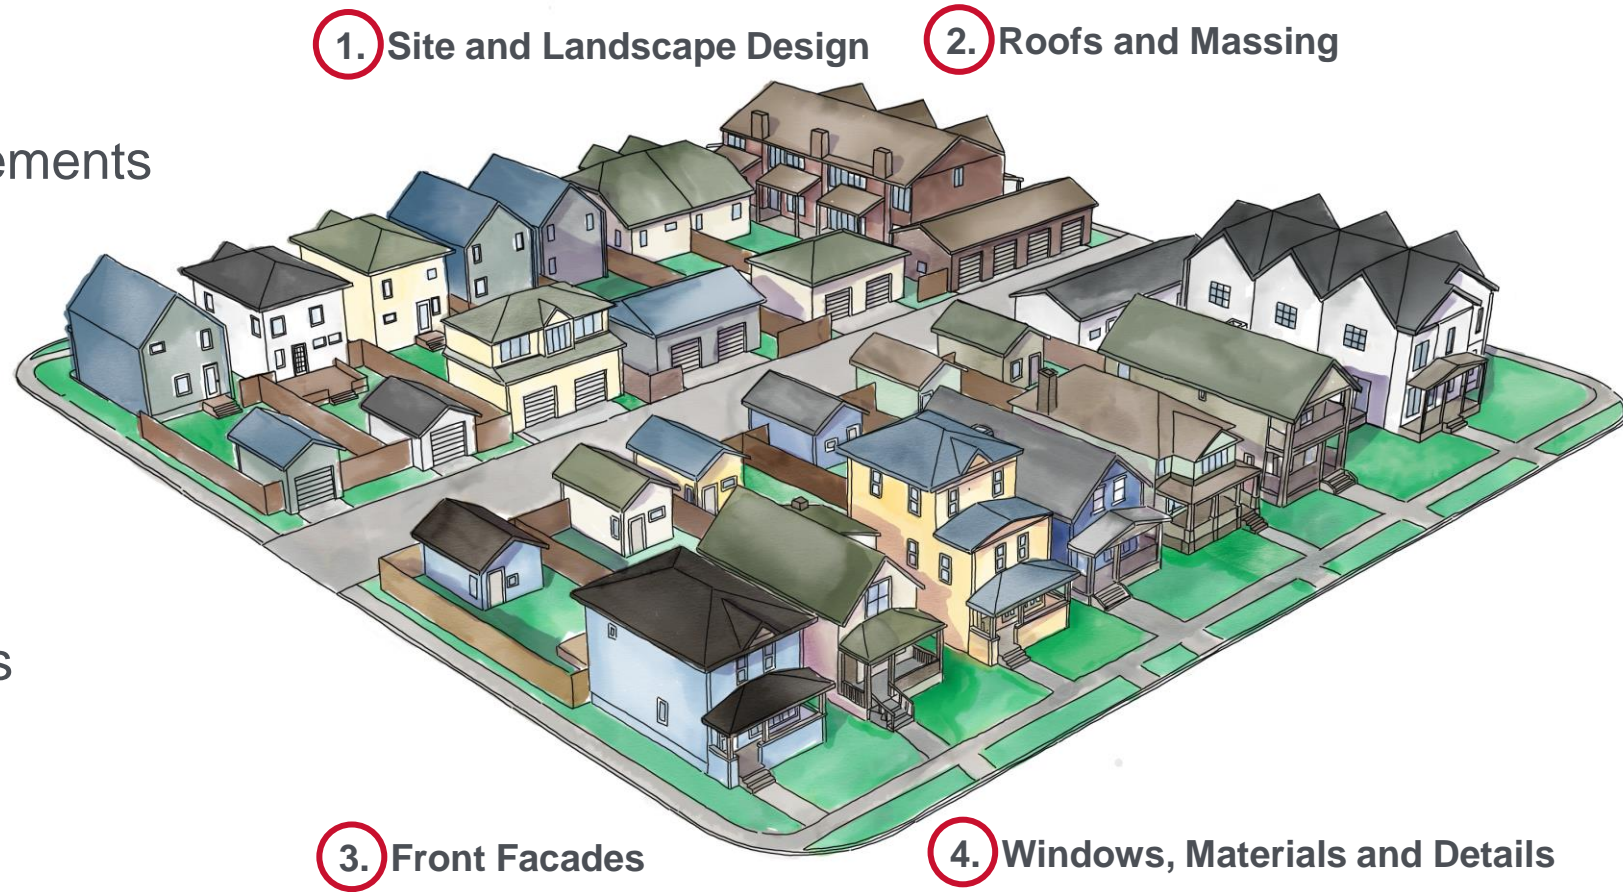 1. Site and Landscape Design
2. Roofs and Massing
ements
s
3. Front Facades
4. Windows, Materials and Details